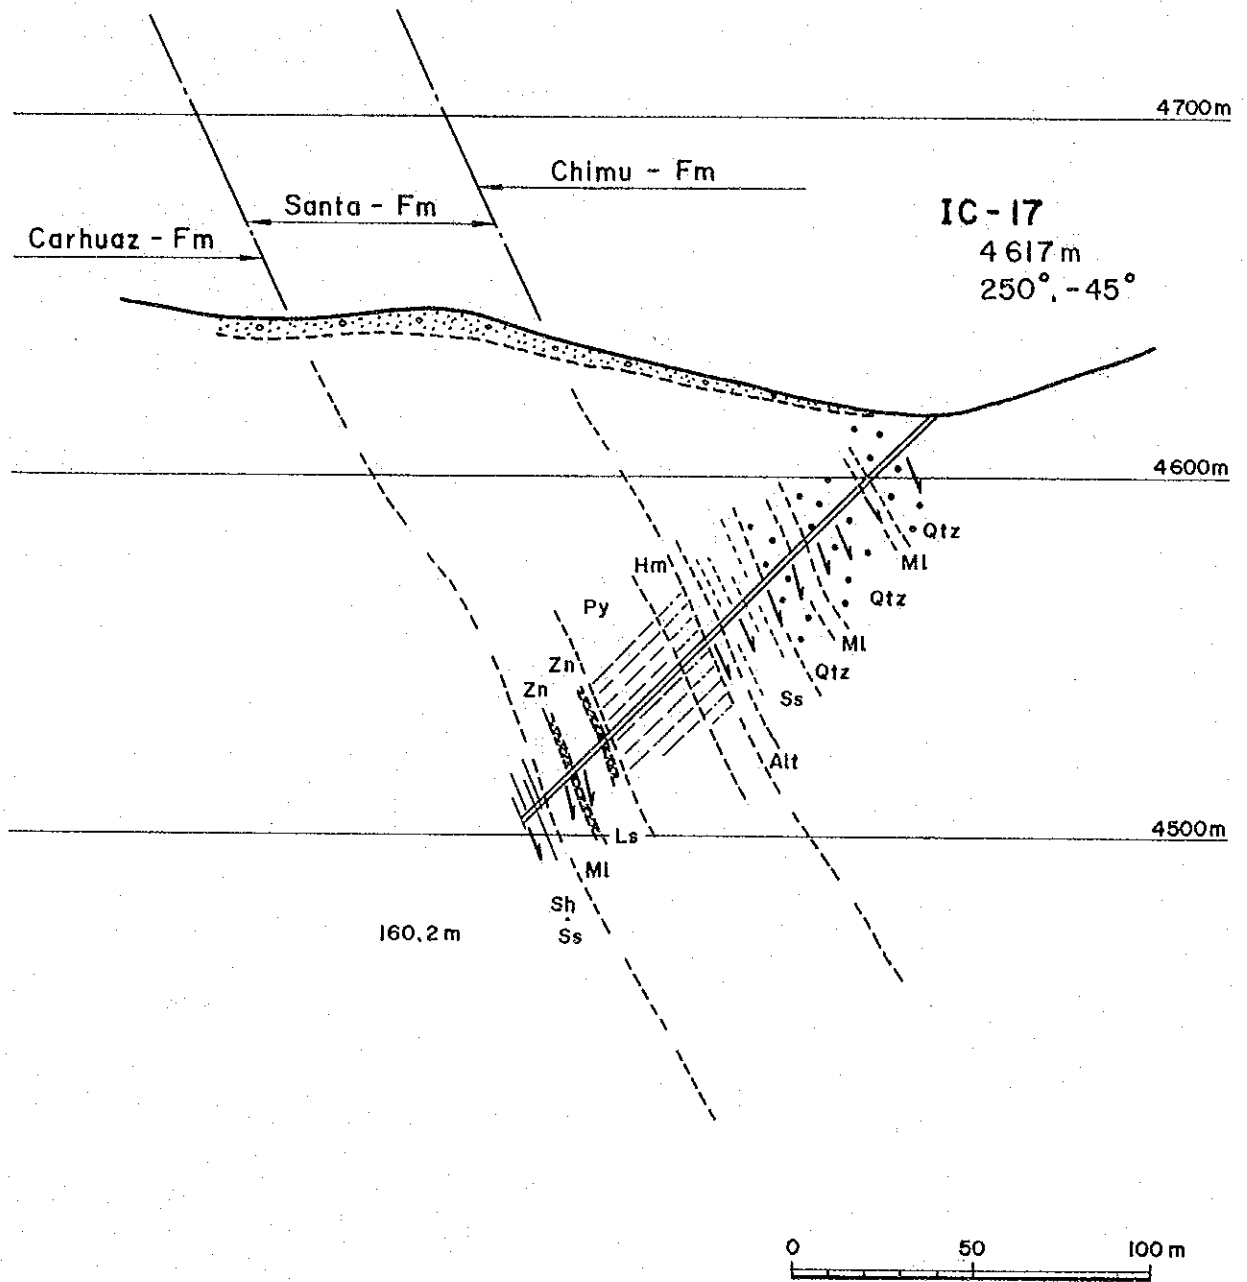 4700m
Chimu - Fm
Santa - Fm
Carhuaz - Fm
IC-17
4617m
250°, -45°
4600m
Qtz
Hm
Ml
Qtz
Py
Ml
Zn
Qtz
Zn
Ss
Alt
4500m
Ls
Ml
Sh
Ss
160.2m
0 50 100m